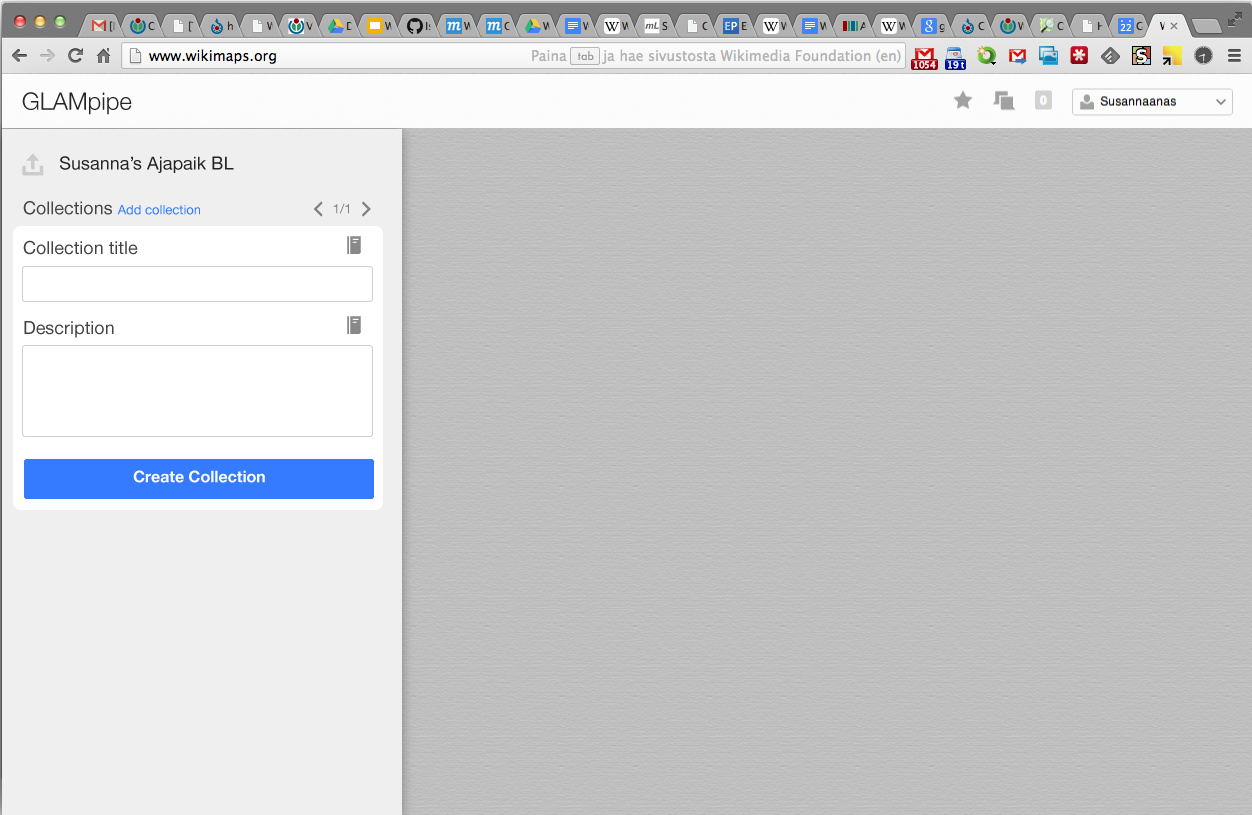 www.wikimaps.org
Paina tab ja hae sivustosta Wikimedia Foundation (en)
1054
19t
GLAMpipe
0
Susannaanas
Susanna’s Ajapaik BL
Collections Add collection 1/1
Collection title
Description
Create Collection